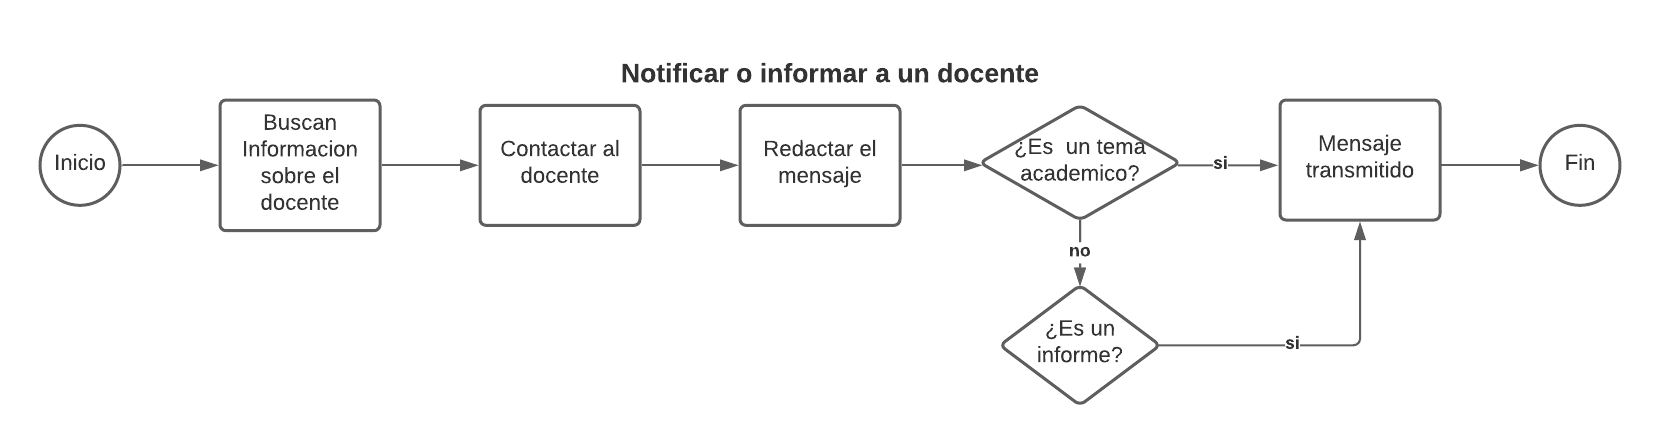 Notificar o informar a un docente
Inicio
Buscan
Informacion
sobre el
docente
Contactar al
docente
Redactar el
mensaje
¿Es  un tema
academico?
si
Mensaje
transmitido
Fin
no
¿Es un
informe?
si